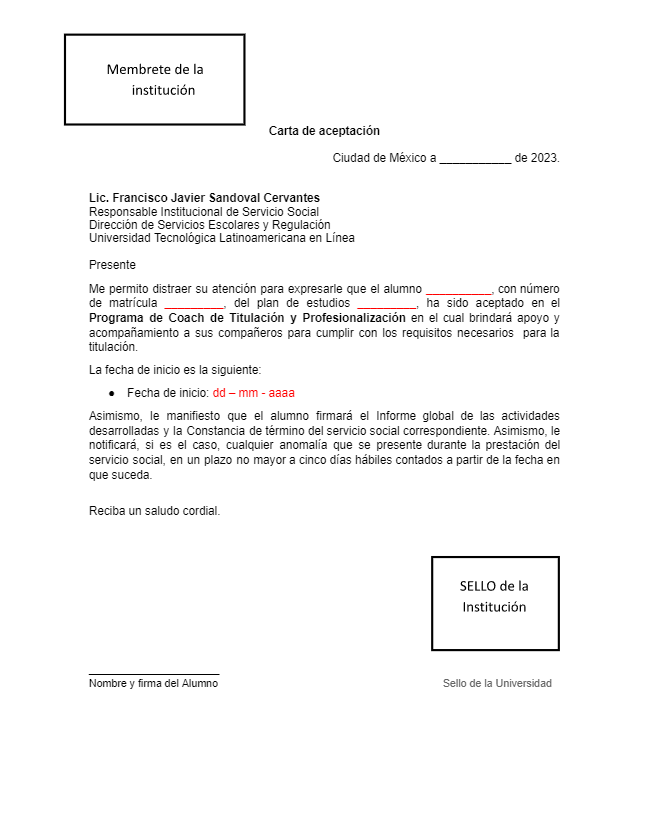 Membrete de la
institución
Carta de aceptación
Ciudad de México a ___________ de 2023.
Lic. Francisco Javier Sandoval Cervantes
Responsable Institucional de Servicio Social
Dirección de Servicios Escolares y Regulación
Universidad Tecnológica Latinoamericana en Línea
Presente
Me permito distraer su atención para expresarle que el alumno __________, con número
de matrícula _________, del plan de estudios _________, ha sido aceptado en el
Programa de Coach de Titulación y Profesionalización en el cual brindará apoyo y
acompañamiento a sus compañeros para cumplir con los requisitos necesarios para la
titulación.
La fecha de inicio es la siguiente:
● Fecha de inicio: dd – mm - aaaa
Asimismo, le manifiesto que el alumno firmará el Informe global de las actividades
desarrolladas y la Constancia de término del servicio social correspondiente. Asimismo, le
notificará, si es el caso, cualquier anomalía que se presente durante la prestación del
servicio social, en un plazo no mayor a cinco días hábiles contados a partir de la fecha en
que suceda.
Reciba un saludo cordial.
SELLO de la
Institución
Nombre y firma del Alumno
Sello de la Universidad